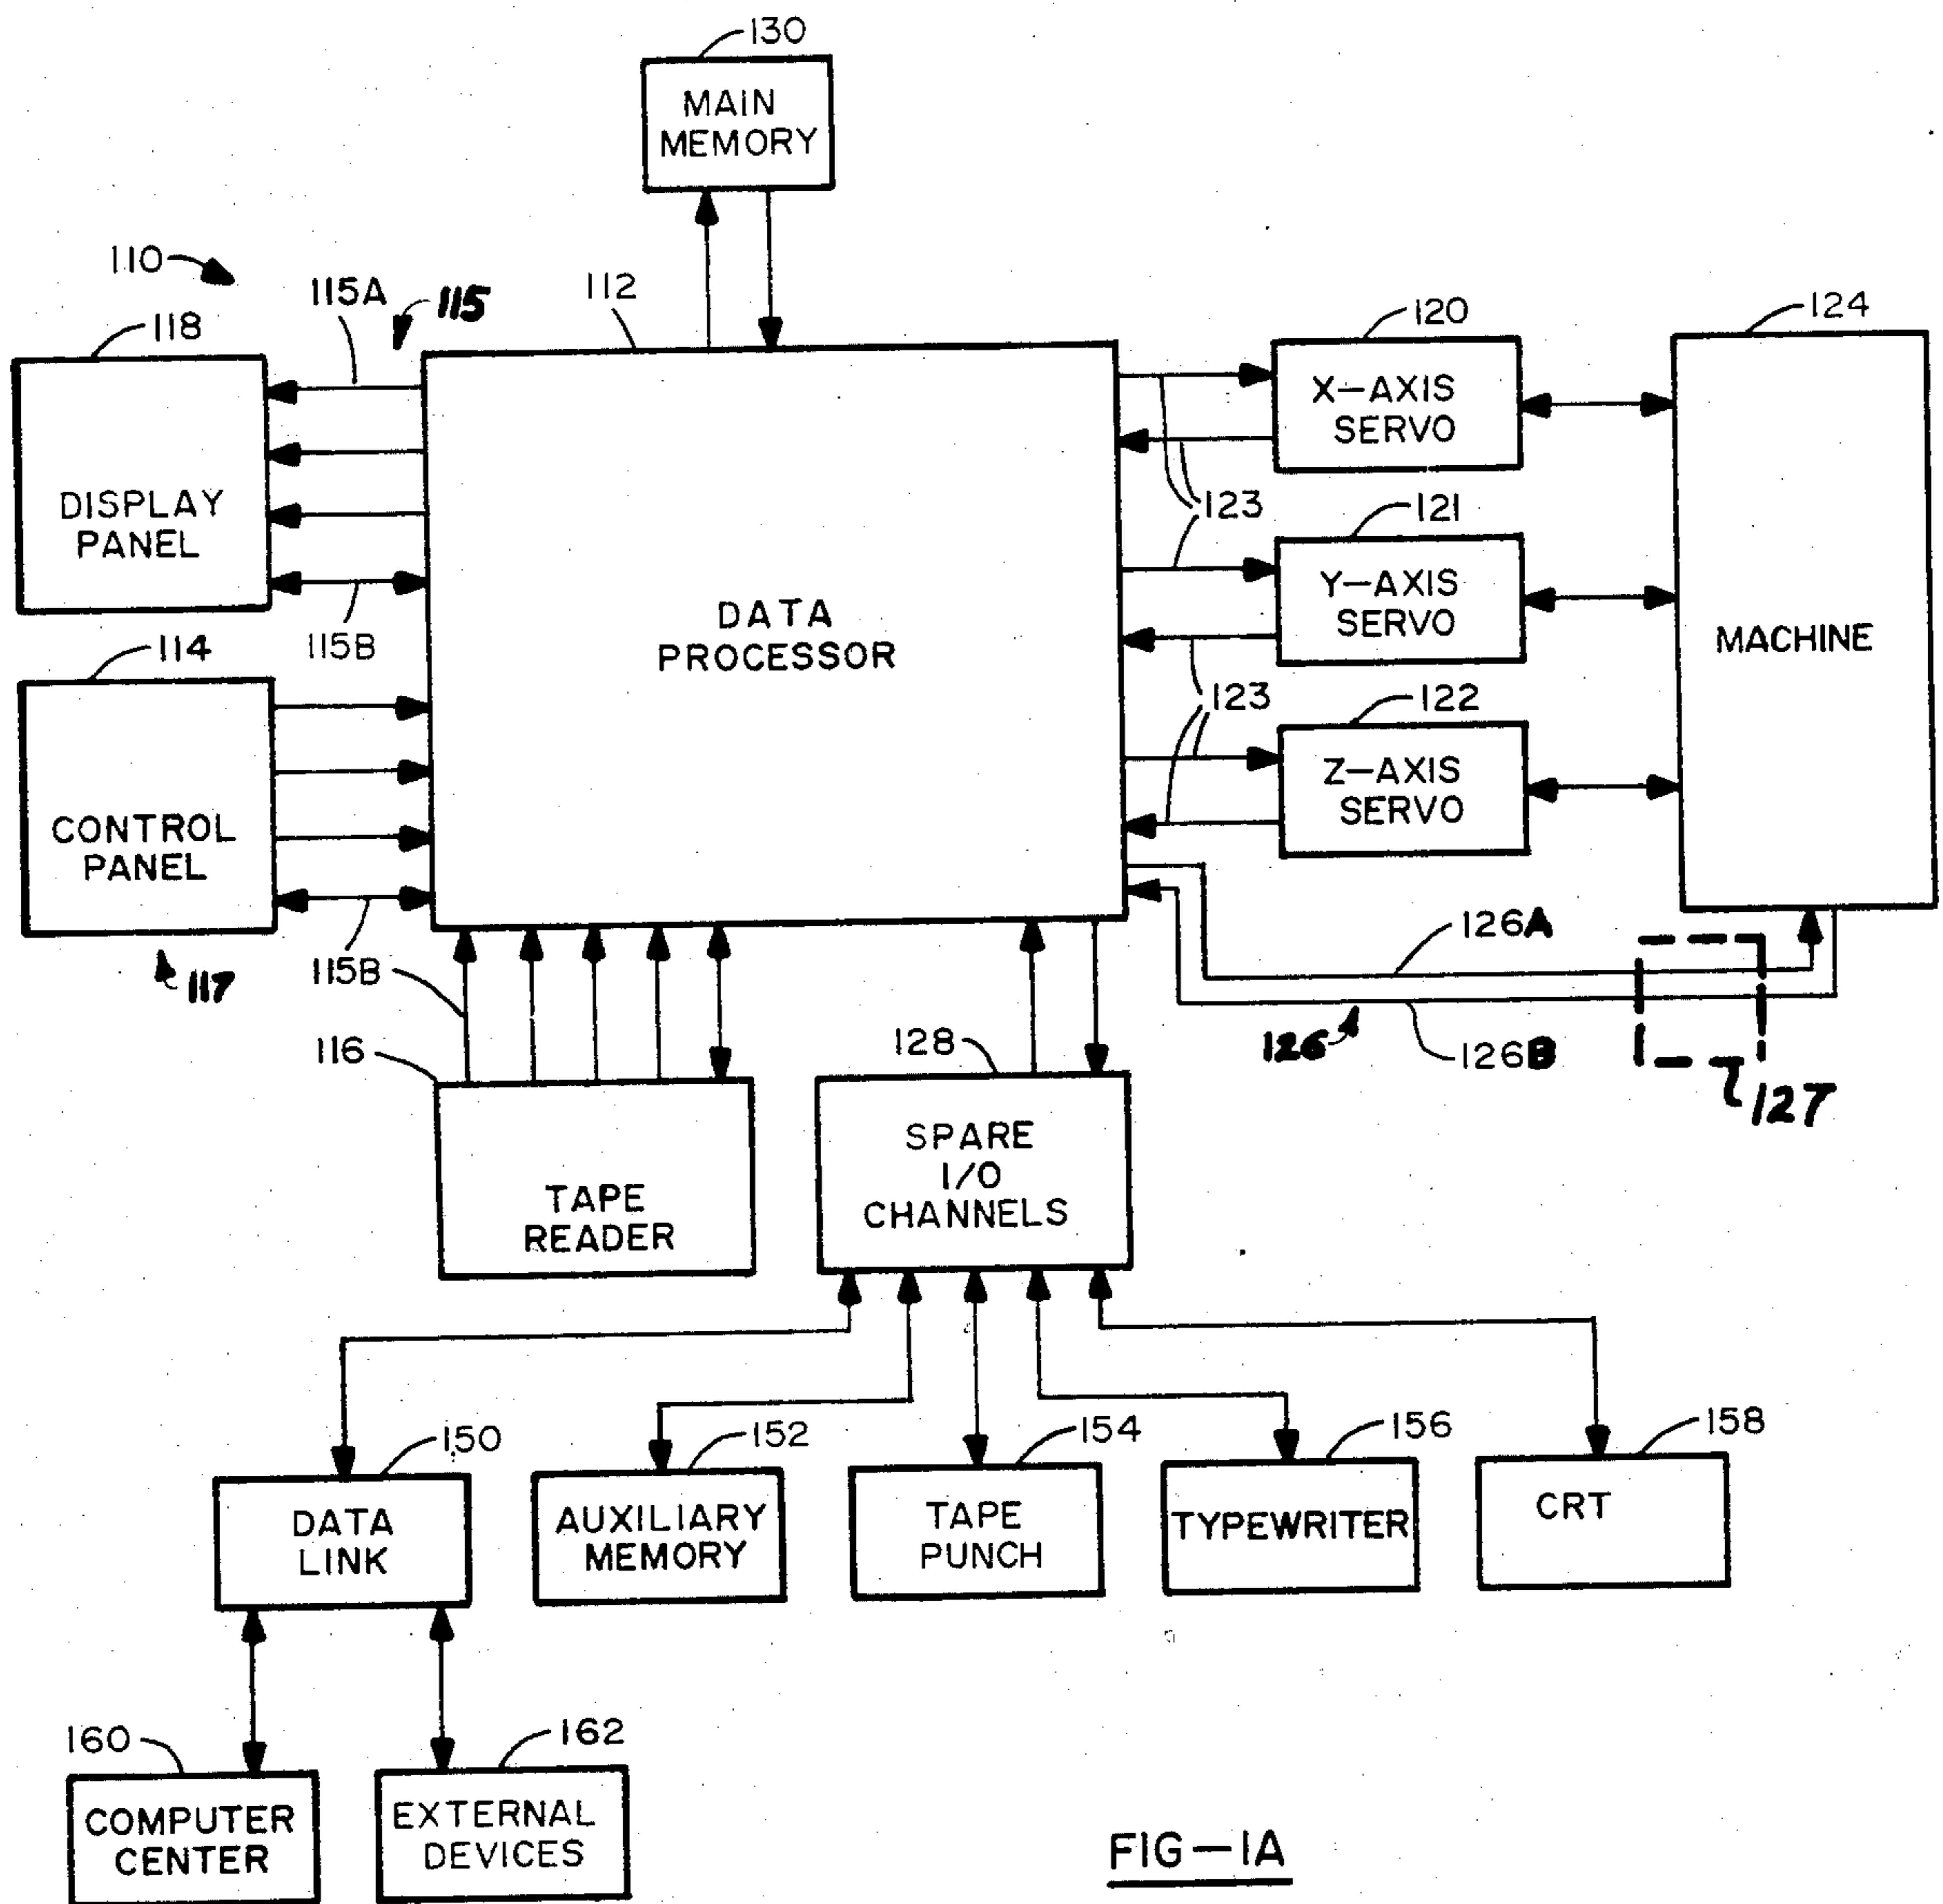 130
MAIN
MEMORY
110
115A
115
112
118
120
124
X-AXIS
SERVO
DISPLAY
PANEL
123
121
DATA
PROCESSOR
Y-AXIS
SERVO
MACHINE
115B
114
123
122
Z-AXIS
SERVO
CONTROL
PANEL
115B
117
115B
126A
126
126B
127
116
128
TAPE
READER
SPARE
I/O
CHANNELS
150
152
154
156
158
DATA
LINK
AUXILIARY
MEMORY
TAPE
PUNCH
TYPEWRITER
CRT
160
162
COMPUTER
CENTER
EXTERNAL
DEVICES
FIG-1A